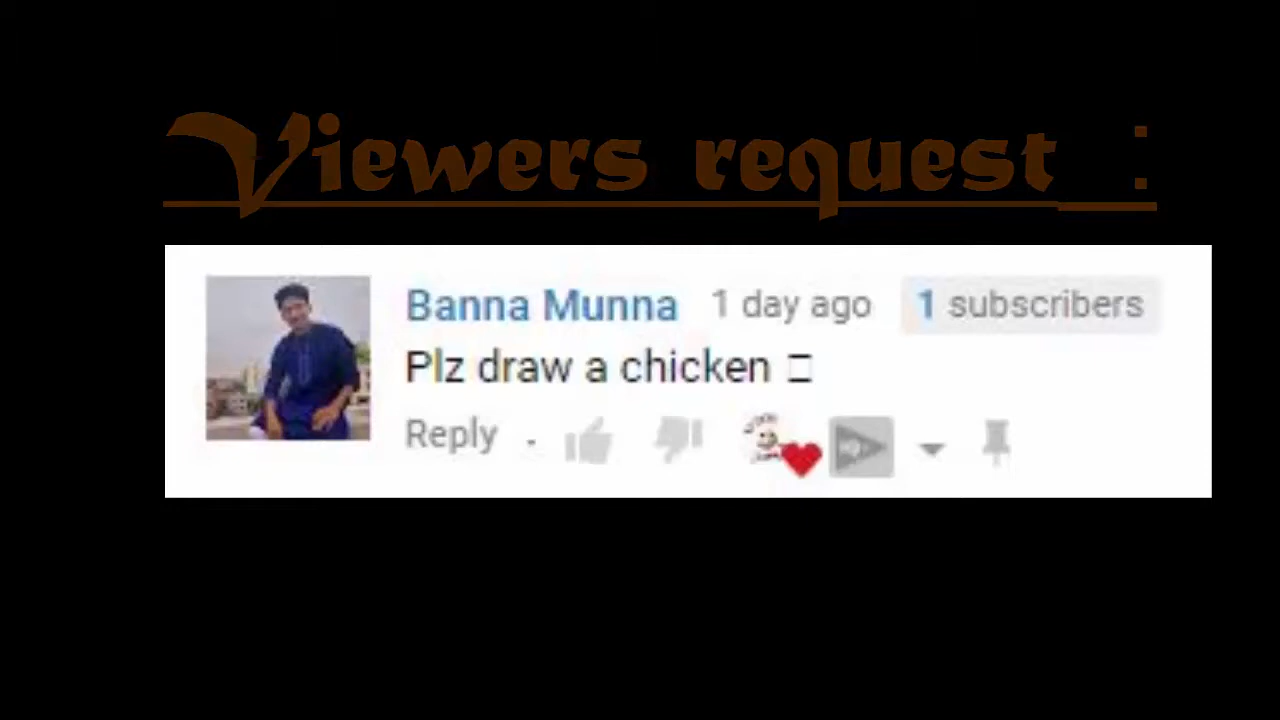 Viewers request :
Banna Munna 1 day ago 1 subscribers
Plz draw a chicken □
Reply .